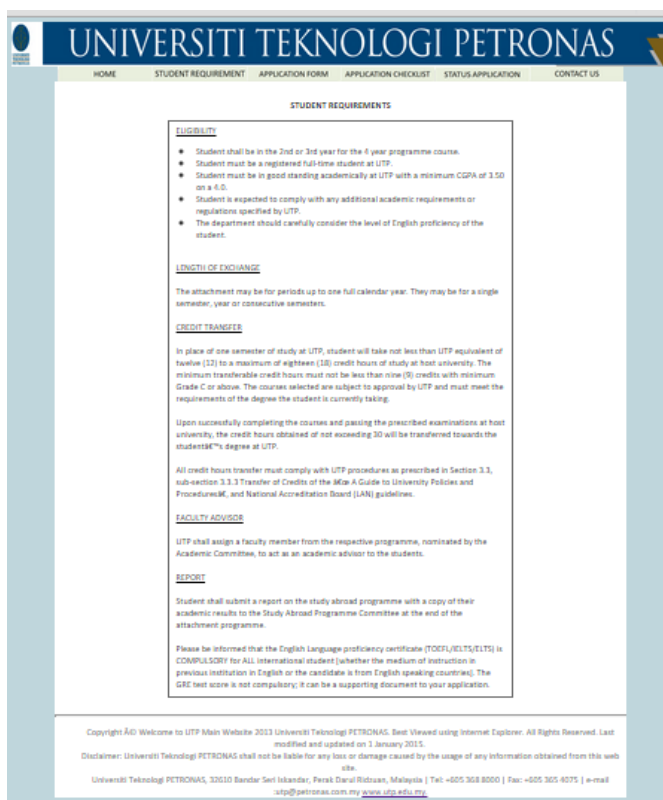 UNIVERSITI TEKNOLOGI PETRONAS
HOME STUDENT REQUIREMENT APPLICATION FORM APPLICATION CHECKLIST STATUS APPLICATION CONTACT US
STUDENT REQUIREMENTS
ELIGIBILITY
Student shall be in the 2nd or 3rd year for the 4 year programme course.
Student must be a registered full-time student at UTP.
Student must be in good standing academically at UTP with a minimum CGPA of 3.50
on a 4.0.
Student is expected to comply with any additional academic requirements or
regulations specified by UTP.
The department should carefully consider the level of English proficiency of the
student.
LENGTH OF EXCHANGE
The attachment may be for periods up to one full calendar year. They may be for a single
semester, year or consecutive semesters.
CREDIT TRANSFER
In place of one semester of study at UTP, student will take not less than UTP equivalent of
twelve (12) to a maximum of eighteen (18) credit hours of study at host university. The
minimum transferable credit hours must not be less than nine (9) credits with minimum
Grade C or above. The courses selected are subject to approval by UTP and must meet the
requirements of the degree the student is currently taking.
Upon successfully completing the courses and passing the prescribed examinations at host
university, the credit hours obtained of not exceeding 30 will be transferred towards the
studentâ€™s degree at UTP.
All credit hours transfer must comply with UTP procedures as prescribed in Section 3.3,
sub-section 3.3.3 Transfer of Credits of the â€œ A Guide to University Policies and
Proceduresâ€, and National Accreditation Board (LAN) guidelines.
FACULTY ADVISOR
UTP shall assign a faculty member from the respective programme, nominated by the
Academic Committee, to act as an academic advisor to the students.
REPORT
Student shall submit a report on the study abroad programme with a copy of their
academic results to the Study Abroad Programme Committee at the end of the
attachment programme.
Please be informed that the English Language proficiency certificate (TOEFL/IELTS/ELTS) is
COMPULSORY for ALL international student (whether the medium of instruction in
previous institution in English or the candidate is from English speaking countries). The
GRE test score is not compulsory; it can be a supporting document to your application.
Copyright Â© Welcome to UTP Main Website 2013 Universiti Teknologi PETRONAS. Best Viewed using Internet Explorer. All Rights Reserved. Last
modified and updated on 1 January 2015.
Disclaimer: Universiti Teknologi PETRONAS shall not be liable for any loss or damage caused by the usage of any information obtained from this web
site.
Universiti Teknologi PETRONAS, 32610 Bandar Seri Iskandar, Perak Darul Ridzuan, Malaysia | Tel: +605 368 8000 | Fax: +605 365 4075 | e-mail
:utp@petronas.com.my www.utp.edu.my.